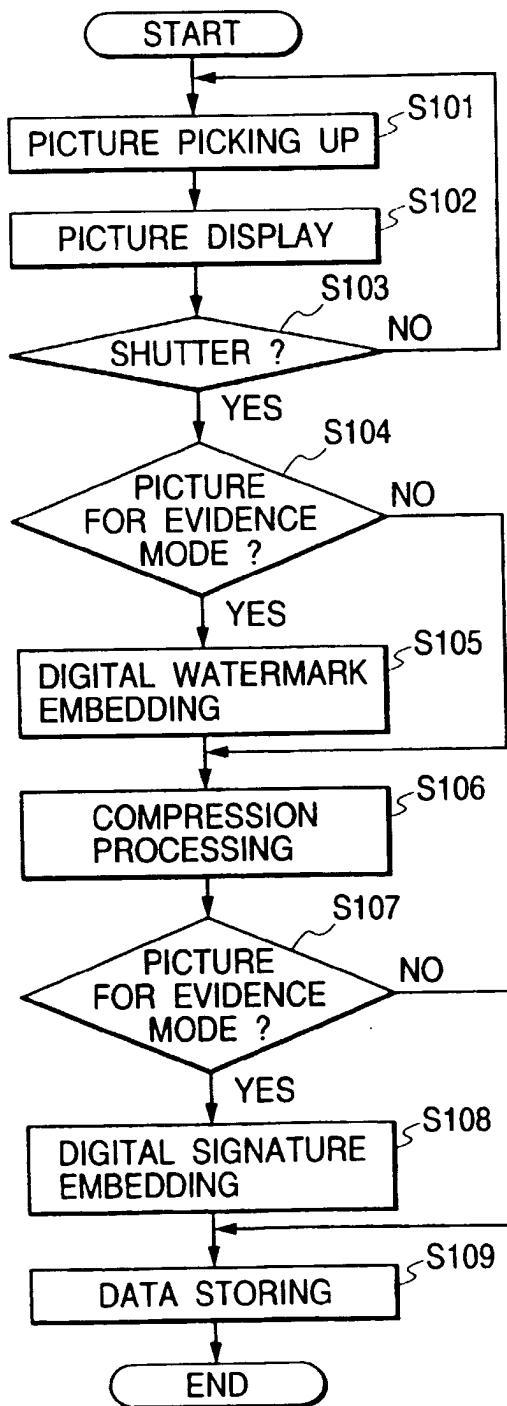 START
S101
PICTURE PICKING UP
S102
PICTURE DISPLAY
S103
SHUTTER ?
NO
YES
S104
PICTURE
FOR EVIDENCE
MODE ?
NO
YES
S105
DIGITAL WATERMARK
EMBEDDING
S106
COMPRESSION
PROCESSING
S107
PICTURE
FOR EVIDENCE
MODE ?
NO
YES
S108
DIGITAL SIGNATURE
EMBEDDING
S109
DATA STORING
END